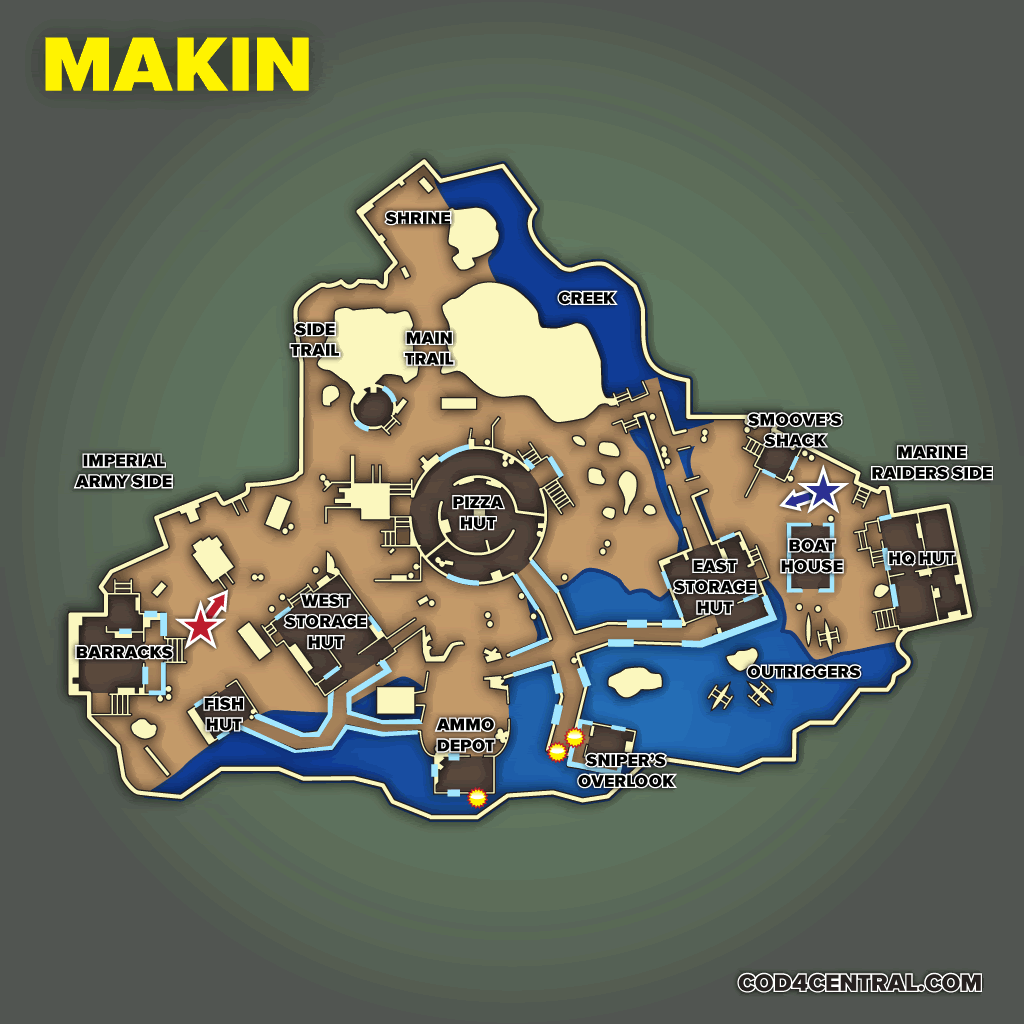 MAKIN
SHRINE
CREEK
SIDE
TRAIL
MAIN
TRAIL
SMOOVE'S
SHACK
IMPERIAL
ARMY SIDE
MARINE
RAIDERS SIDE
PIZZA
HUT
BOAT
HOUSE
HQ HUT
EAST
STORAGE
HUT
WEST
STORAGE
HUT
BARRACKS
OUTRIGGERS
FISH
HUT
AMMO
DEPOT
SNIPER'S
OVERLOOK
COD4CENTRAL.COM